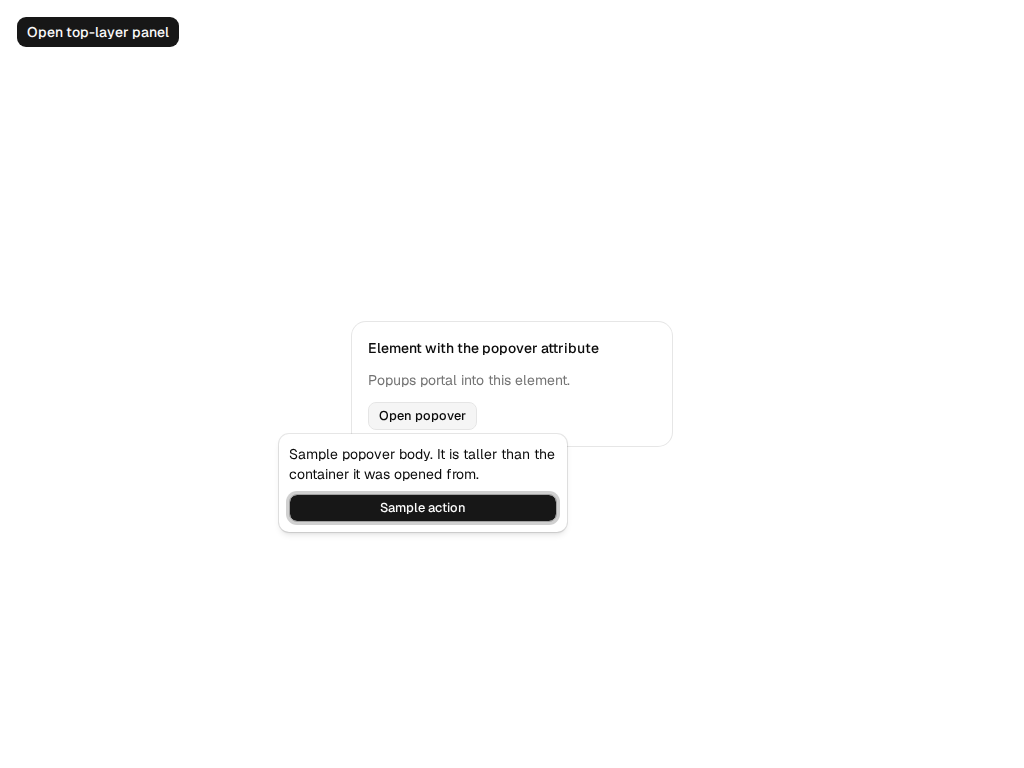 Open top-layer panel
Element with the popover attribute
Popups portal into this element.
Open popover
Sample popover body. It is taller than the
container it was opened from.
Sample action